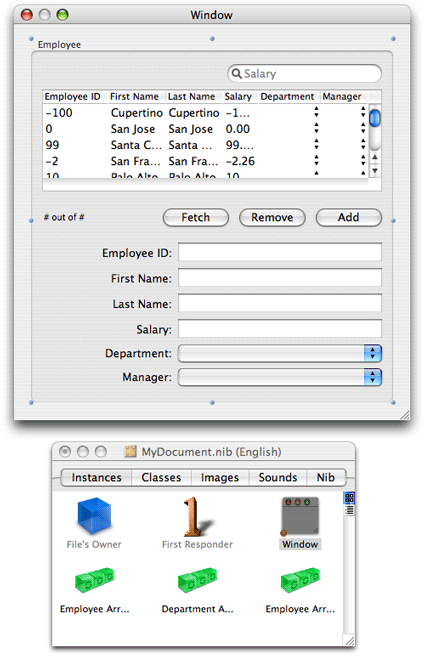 Window
Employee
Salary
Employee ID First Name Last Name Salary Department Manager
-100 Cupertino Cupertino -1...
0 San Jose San Jose 0.00
99 Santa C... Santa ... 99....
-2 San Fra... San Fra... -2.26
10 Palo Alto Palo Alto 10
# out of # Fetch Remove Add
Employee ID:
First Name:
Last Name:
Salary:
Department:
Manager:
MyDocument.nib (English)
Instances Classes Images Sounds Nib
File's Owner First Responder Window
Employee Arr... Department A... Employee Arr...